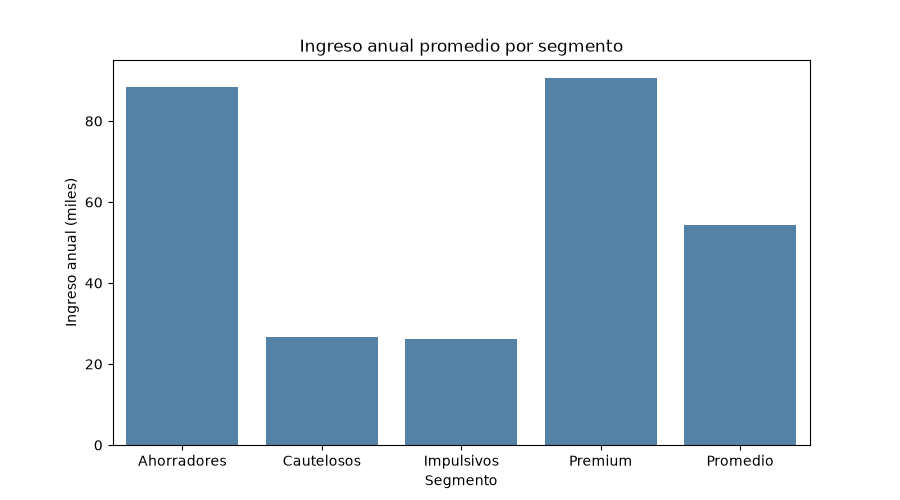 Ingreso anual promedio por segmento
Ingreso anual (miles)
80
60
40
20
0
Ahorradores Cautelosos Impulsivos Premium Promedio
Segmento